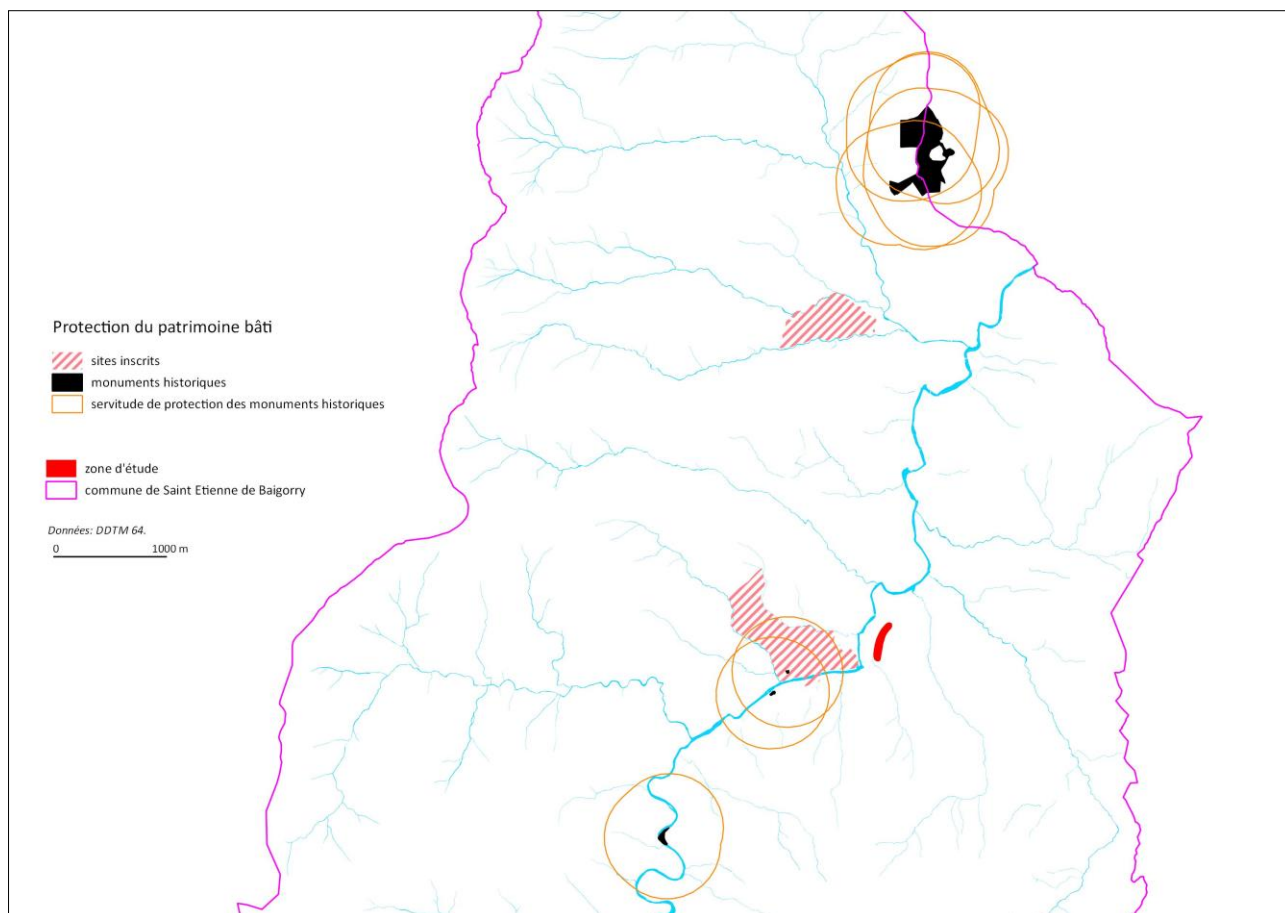 Protection du patrimoine bâti
sites inscrits
monuments historiques
servitude de protection des monuments historiques
zone d'étude
commune de Saint Etienne de Baigorry
Données: DDTM 64.
0 1000 m